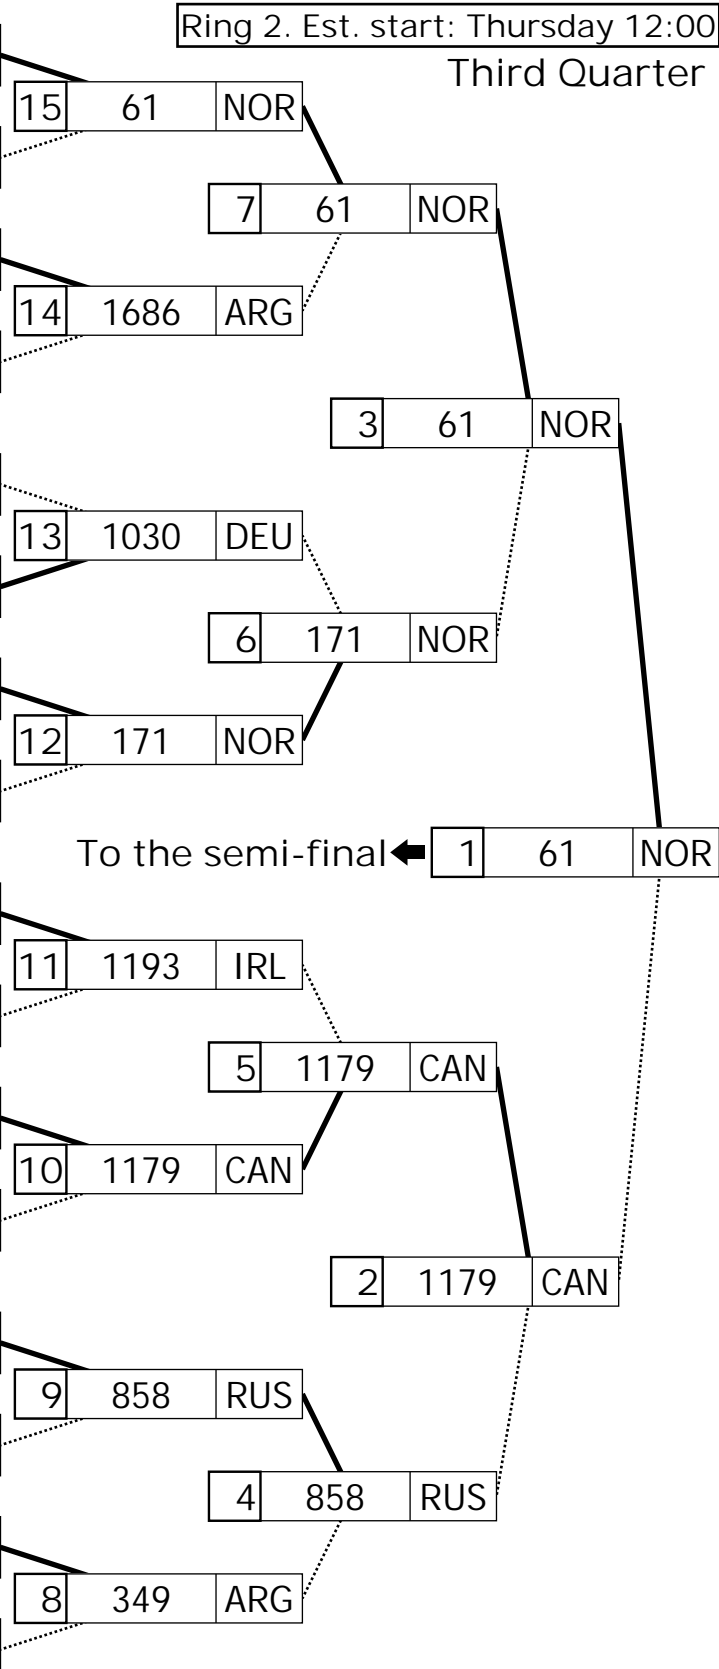 Ring 2. Est. start: Thursday 12:00
Third Quarter
15 61 NOR
7 61 NOR
14 1686 ARG
3 61 NOR
13 1030 DEU
6 171 NOR
12 171 NOR
To the semi-final 1 61 NOR
11 1193 IRL
5 1179 CAN
10 1179 CAN
2 1179 CAN
9 858 RUS
4 858 RUS
8 349 ARG